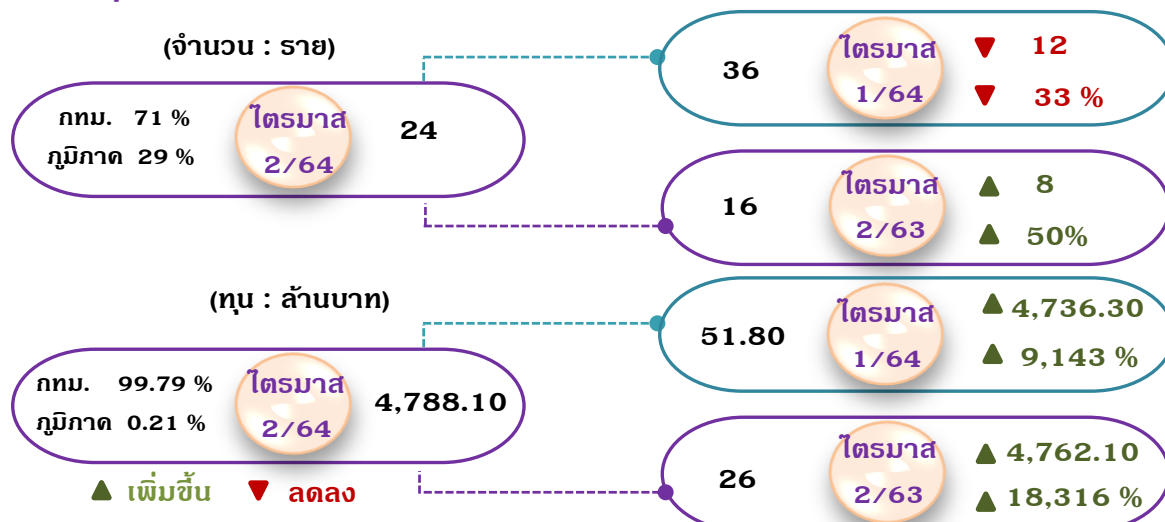 (จำนวน : ราย)
กทม. 71 %
ภูมิภาค 29 %
ไตรมาส
2/64
24
36
ไตรมาส
1/64
▼ 12
▼ 33 %
16
ไตรมาส
2/63
▲ 8
▲ 50%
(ทุน : ล้านบาท)
กทม. 99.79 %
ภูมิภาค 0.21 %
ไตรมาส
2/64
4,788.10
51.80
ไตรมาส
1/64
▲ 4,736.30
▲ 9,143 %
26
ไตรมาส
2/63
▲ 4,762.10
▲ 18,316 %
▲ เพิ่มขึ้น ▼ ลดลง